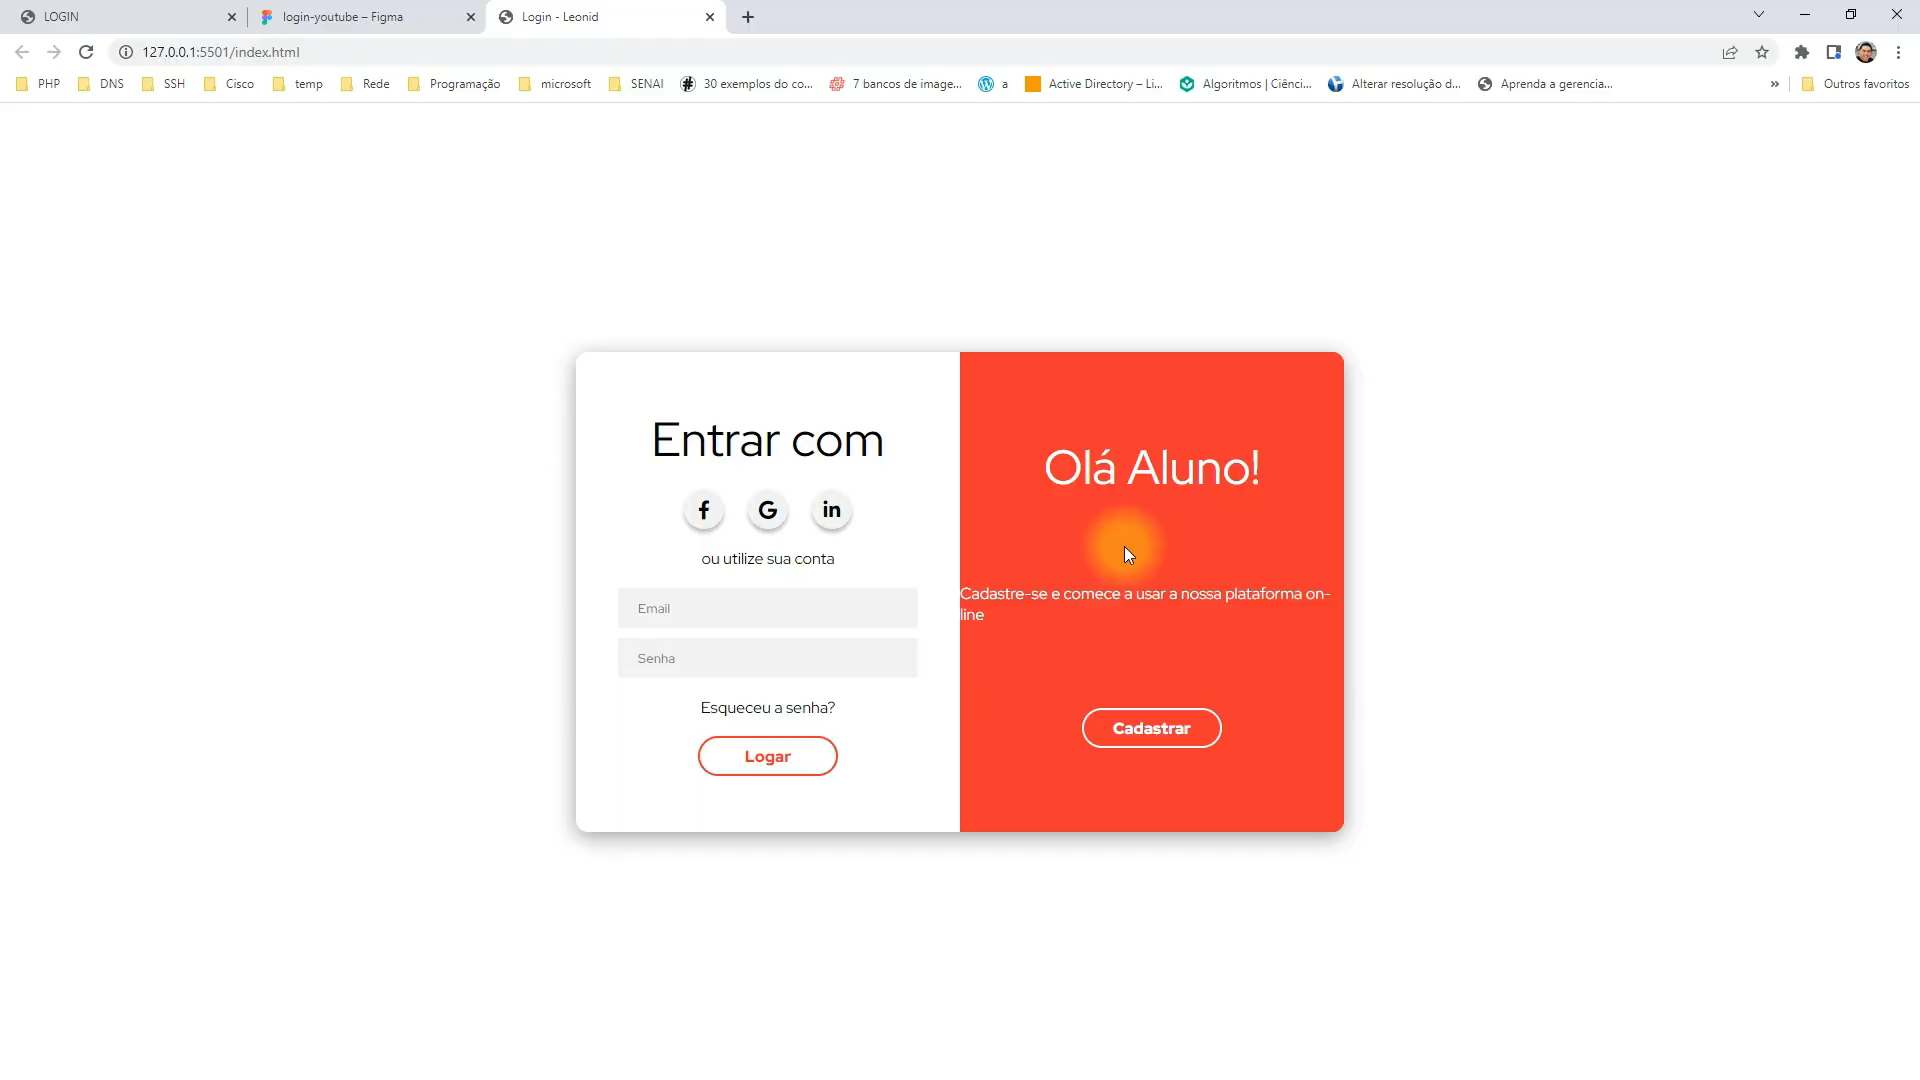 LOGIN
login-youtube – Figma
Login - Leonid
127.0.0.1:5501/index.html
PHP
DNS
SSH
Cisco
temp
Rede
Programação
microsoft
SENAI
30 exemplos do co...
7 bancos de image...
a
Active Directory – Li...
Algoritmos | Ciênci...
Alterar resolução d...
Aprenda a gerencia...
»
Outros favoritos
Entrar com
f
G
in
ou utilize sua conta
Email
Senha
Esqueceu a senha?
Logar
Olá Aluno!
Cadastre-se e comece a usar a nossa plataforma on-
line
Cadastrar